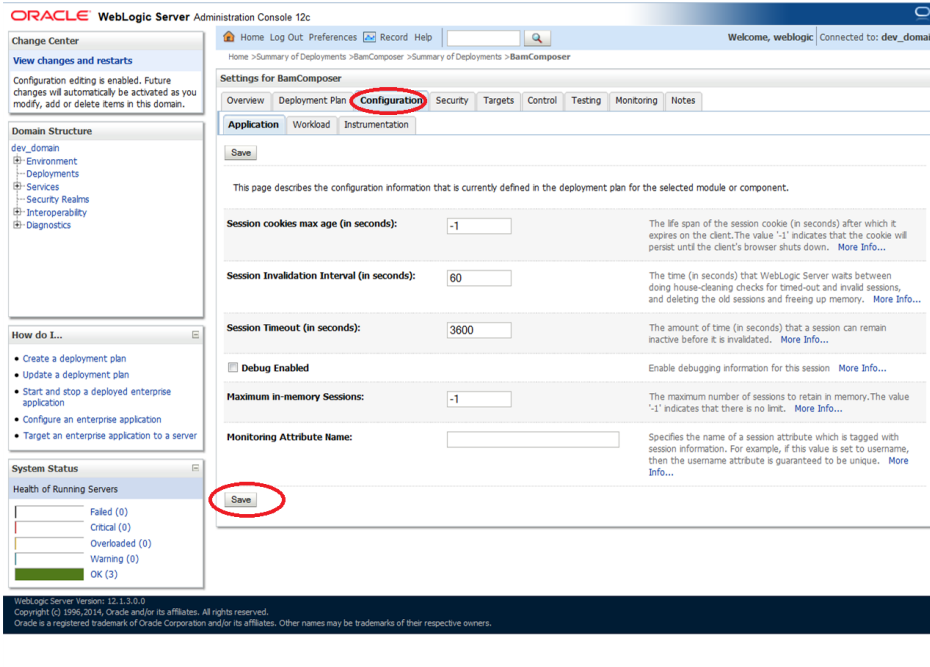 ORACLE WebLogic Server Administration Console 12c
Change Center
View changes and restarts
Configuration editing is enabled. Future
changes will automatically be activated as you
modify, add or delete items in this domain.
Domain Structure
dev_domain
Environment
Deployments
Services
Security Realms
Interoperability
Diagnostics
How do I...
Create a deployment plan
Update a deployment plan
Start and stop a deployed enterprise
application
Configure an enterprise application
Target an enterprise application to a server
System Status
Health of Running Servers
Failed (0)
Critical (0)
Overloaded (0)
Warning (0)
OK (3)
Home Log Out Preferences Record Help
Welcome, weblogic Connected to: dev_domai
Home >Summary of Deployments >BamComposer >Summary of Deployments >BamComposer
Settings for BamComposer
Overview Deployment Plan Configuration Security Targets Control Testing Monitoring Notes
Application Workload Instrumentation
Save
This page describes the configuration information that is currently defined in the deployment plan for the selected module or component.
Session cookies max age (in seconds): -1
The life span of the session cookie (in seconds) after which it
expires on the client.The value '-1' indicates that the cookie will
persist until the client's browser shuts down. More Info...
Session Invalidation Interval (in seconds): 60
The time (in seconds) that WebLogic Server waits between
doing house-cleaning checks for timed-out and invalid sessions,
and deleting the old sessions and freeing up memory. More Info...
Session Timeout (in seconds): 3600
The amount of time (in seconds) that a session can remain
inactive before it is invalidated. More Info...
Debug Enabled
Enable debugging information for this session More Info...
Maximum in-memory Sessions: -1
The maximum number of sessions to retain in memory.The value
'-1' indicates that there is no limit. More Info...
Monitoring Attribute Name:
Specifies the name of a session attribute which is tagged with
session information. For example, if this value is set to username,
then the username attribute is guaranteed to be unique. More
Info...
Save
WebLogic Server Version: 12.1.3.0.0
Copyright (c) 1996,2014, Oracle and/or its affiliates. All rights reserved.
Oracle is a registered trademark of Oracle Corporation and/or its affiliates. Other names may be trademarks of their respective owners.